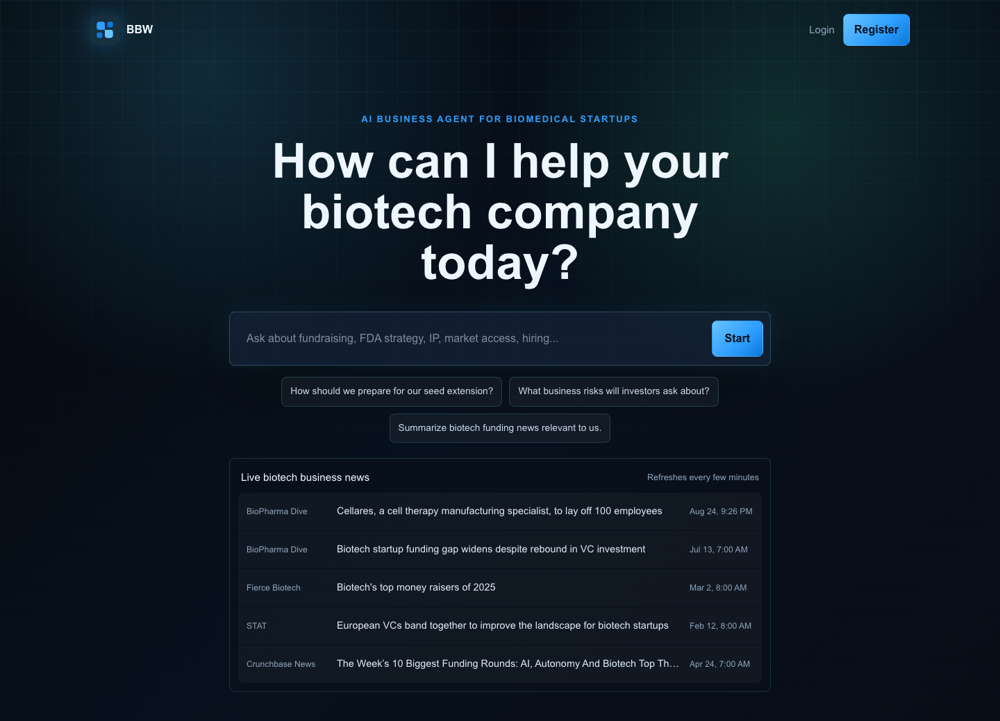 BBW
Login
Register
AI BUSINESS AGENT FOR BIOMEDICAL STARTUPS
How can I help your
biotech company
today?
Ask about fundraising, FDA strategy, IP, market access, hiring...
Start
How should we prepare for our seed extension?
What business risks will investors ask about?
Summarize biotech funding news relevant to us.
Live biotech business news
Refreshes every few minutes
BioPharma Dive
Cellares, a cell therapy manufacturing specialist, to lay off 100 employees
Aug 24, 9:26 PM
BioPharma Dive
Biotech startup funding gap widens despite rebound in VC investment
Jul 13, 7:00 AM
Fierce Biotech
Biotech's top money raisers of 2025
Mar 2, 8:00 AM
STAT
European VCs band together to improve the landscape for biotech startups
Feb 12, 8:00 AM
Crunchbase News
The Week’s 10 Biggest Funding Rounds: AI, Autonomy And Biotech Top Th…
Apr 24, 7:00 AM